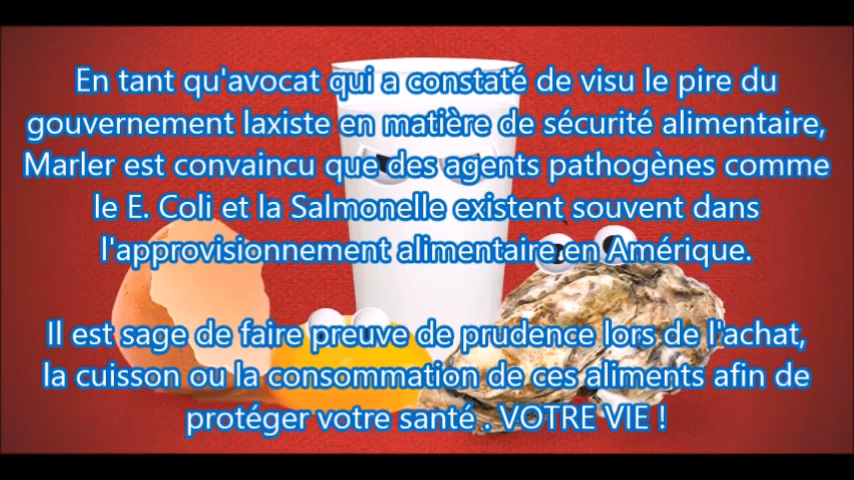 En tant qu'avocat qui a constaté de visu le pire du
gouvernement laxiste en matière de sécurité alimentaire,
Marler est convaincu que des agents pathogènes comme
le E. Coli et la Salmonelle existent souvent dans
l'approvisionnement alimentaire en Amérique.
Il est sage de faire preuve de prudence lors de l'achat,
la cuisson ou la consommation de ces aliments afin de
protéger votre santé . VOTRE VIE !